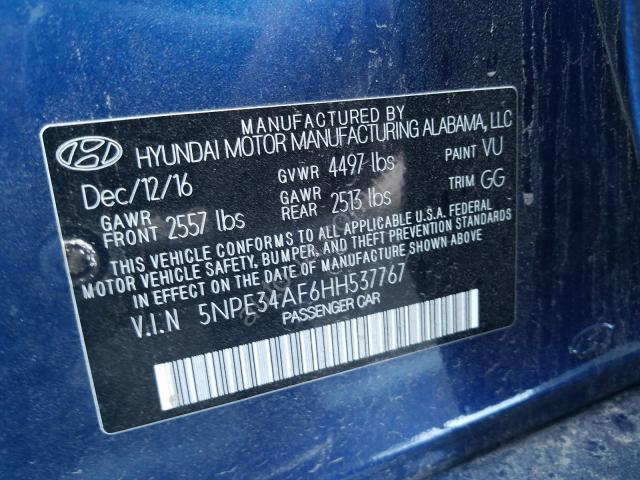 MANUFACTURED BY
HYUNDAI MOTOR MANUFACTURING ALABAMA, LLC
Dec/12/16 GVWR 4497 lbs PAINT VU
GAWR FRONT 2557 lbs GAWR REAR 2513 lbs TRIM GG
THIS VEHICLE CONFORMS TO ALL APPLICABLE U.S.A. FEDERAL
MOTOR VEHICLE SAFETY, BUMPER, AND THEFT PREVENTION STANDARDS
IN EFFECT ON THE DATE OF MANUFACTURE SHOWN ABOVE
V.I.N 5NPE34AF6HH537767
PASSENGER CAR